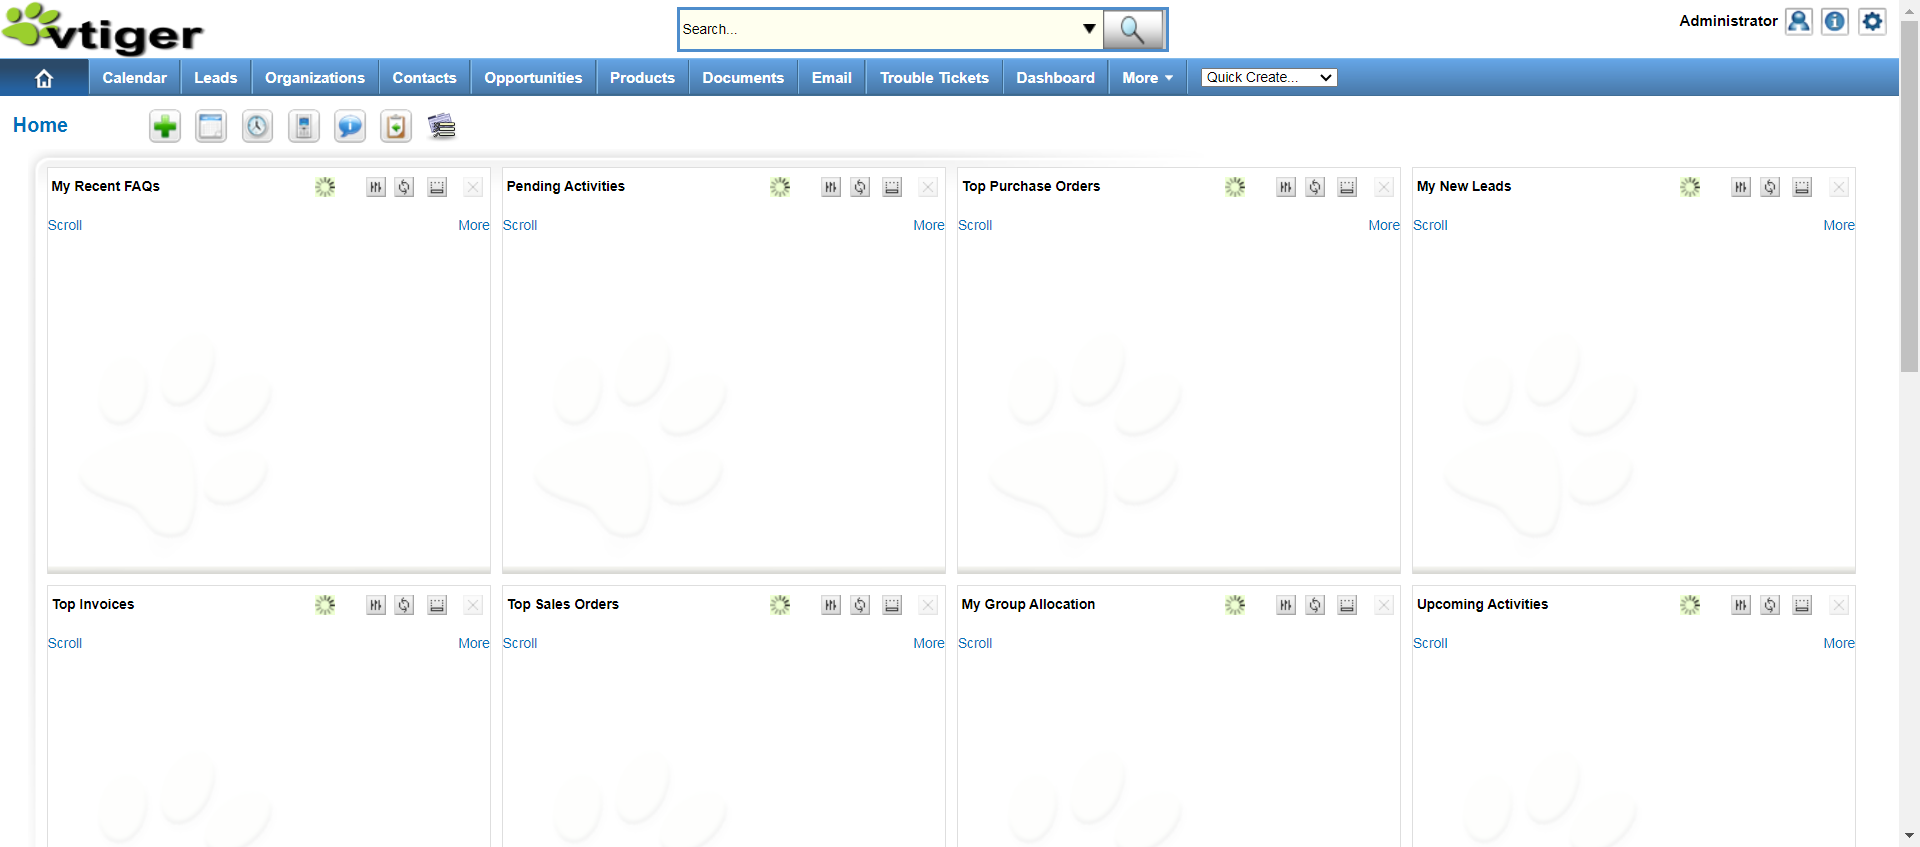 vtiger
Search...
Administrator
Calendar Leads Organizations Contacts Opportunities Products Documents Email Trouble Tickets Dashboard More Quick Create...
Home
My Recent FAQs Pending Activities Top Purchase Orders My New Leads
Scroll More Scroll More Scroll More Scroll More
Top Invoices Top Sales Orders My Group Allocation Upcoming Activities
Scroll More Scroll More Scroll More Scroll More